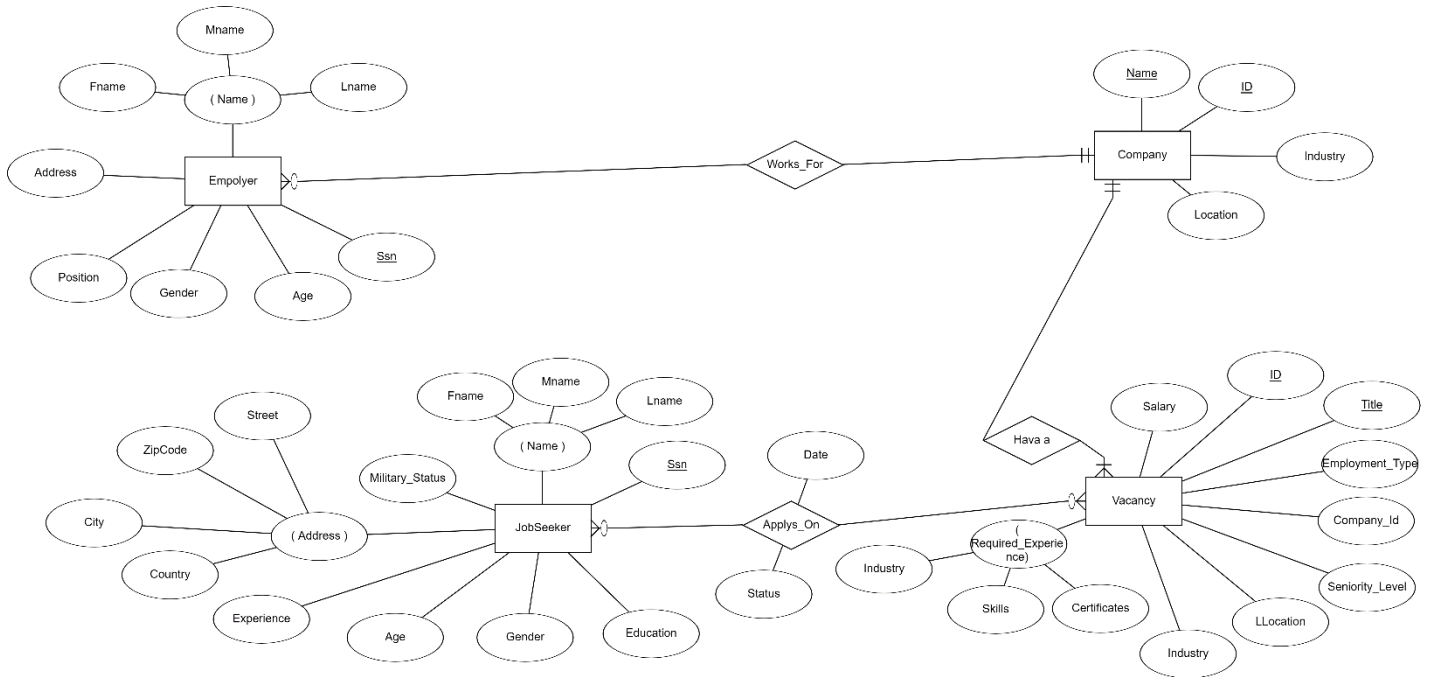 Mname
Fname
Lname
( Name )
Address
Empolyer
Ssn
Position
Gender
Age
Works_For
Name
ID
Company
Industry
Location
Hava a
Street
ZipCode
City
( Address )
Country
Fname
Mname
Lname
( Name )
Military_Status
Ssn
JobSeeker
Experience
Age
Gender
Education
Date
Applys_On
Status
Salary
ID
Title
Employment_Type
Vacancy
Company_Id
(
Required_Experie
nce)
Industry
Skills
Certificates
Seniority_Level
LLocation
Industry